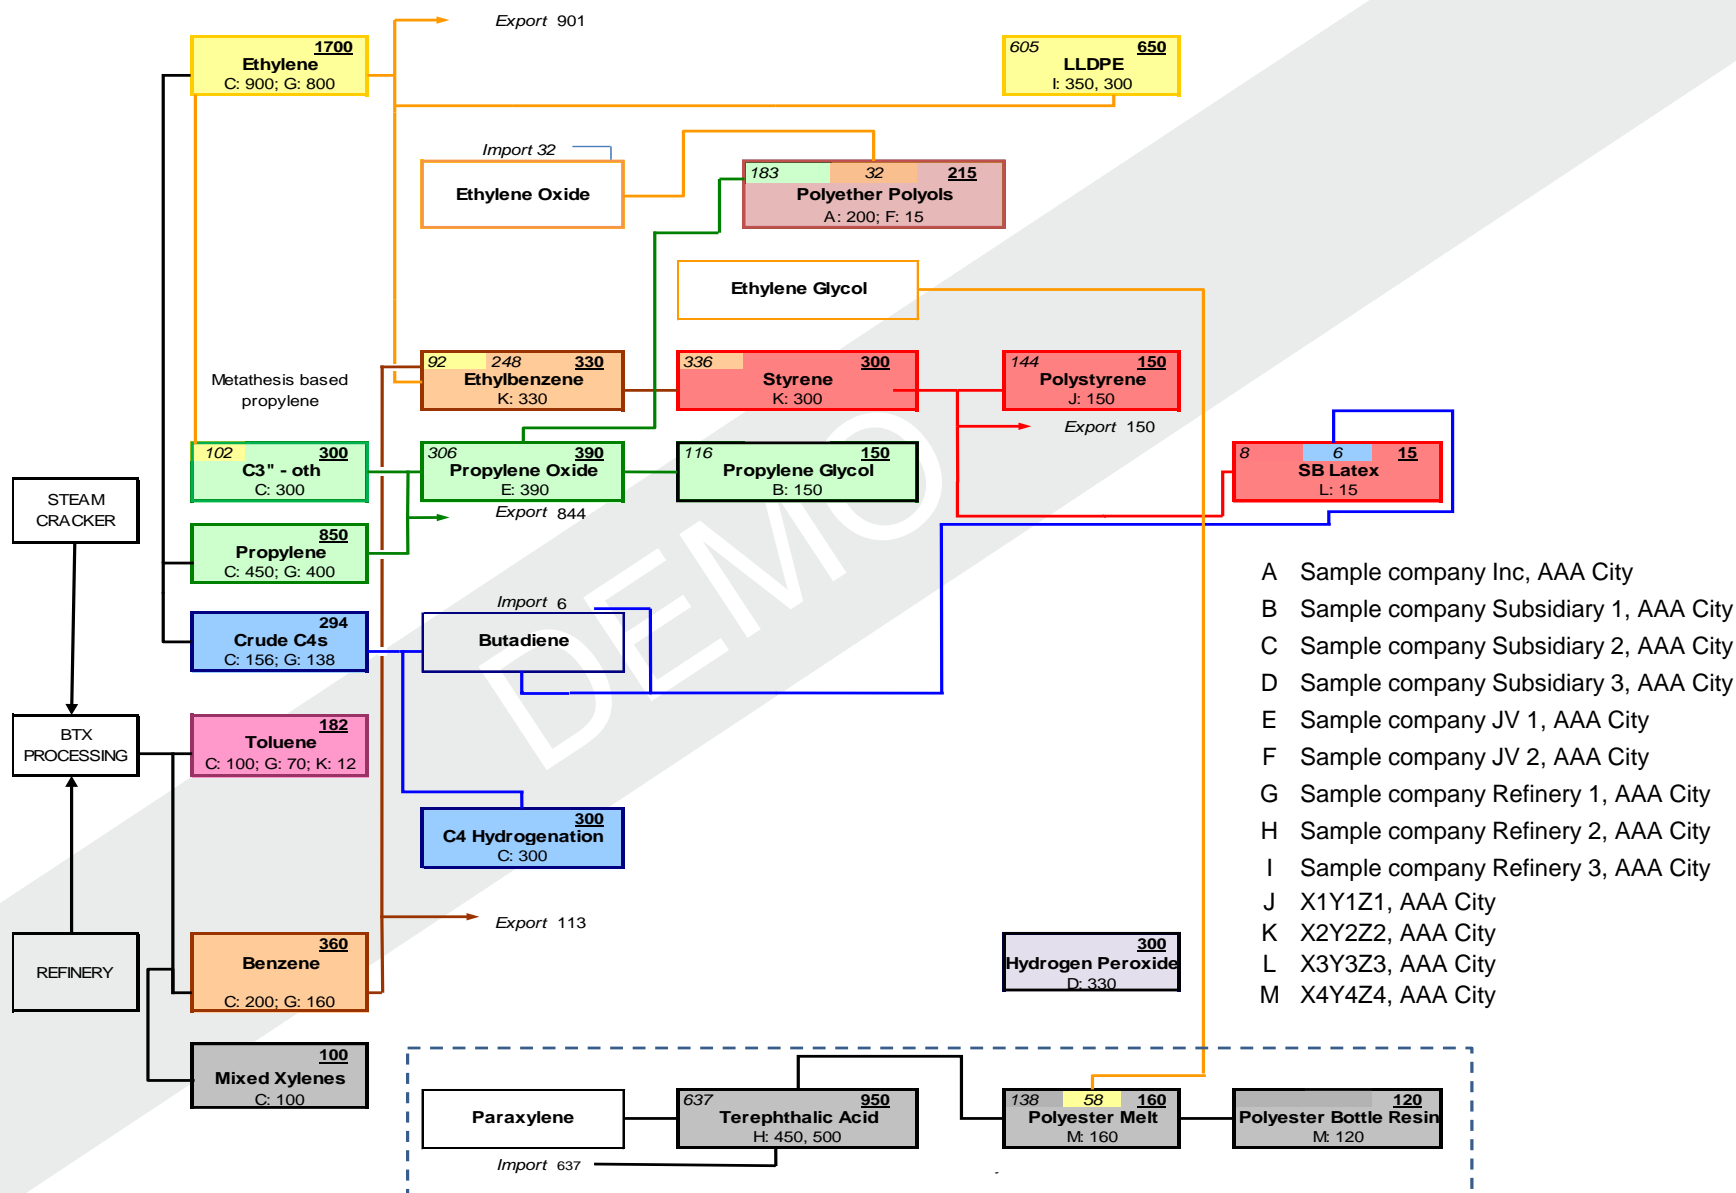 Export 901
1700
Ethylene
C: 900; G: 800
605 650
LLDPE
I: 350, 300
Import 32
Ethylene Oxide
183 32 215
Polyether Polyols
A: 200; F: 15
Ethylene Glycol
Metathesis based
propylene
92 248 330
Ethylbenzene
K: 330
336 300
Styrene
K: 300
144 150
Polystyrene
J: 150
Export 150
102 300
C3" - oth
C: 300
306 390
Propylene Oxide
E: 390
116 150
Propylene Glycol
B: 150
8 6 15
SB Latex
L: 15
Export 844
STEAM
CRACKER
850
Propylene
C: 450; G: 400
DEMO
294
Crude C4s
C: 156; G: 138
Import 6
Butadiene
BTX
PROCESSING
182
Toluene
C: 100; G: 70; K: 12
300
C4 Hydrogenation
C: 300
Export 113
REFINERY
360
Benzene
C: 200; G: 160
300
Hydrogen Peroxide
D: 330
100
Mixed Xylenes
C: 100
Paraxylene
Import 637
637 950
Terephthalic Acid
H: 450, 500
138 58 160
Polyester Melt
M: 160
120
Polyester Bottle Resin
M: 120
A Sample company Inc, AAA City
B Sample company Subsidiary 1, AAA City
C Sample company Subsidiary 2, AAA City
D Sample company Subsidiary 3, AAA City
E Sample company JV 1, AAA City
F Sample company JV 2, AAA City
G Sample company Refinery 1, AAA City
H Sample company Refinery 2, AAA City
I Sample company Refinery 3, AAA City
J X1Y1Z1, AAA City
K X2Y2Z2, AAA City
L X3Y3Z3, AAA City
M X4Y4Z4, AAA City